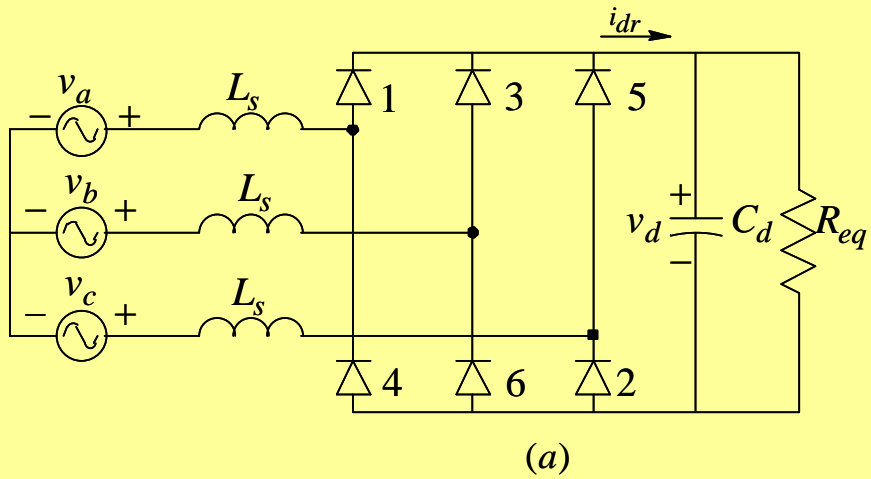 i_dr
v_a
− +
L_s
1 3 5
v_b
− +
L_s
v_d + − C_d R_eq
v_c
− +
L_s
4 6 2
(a)